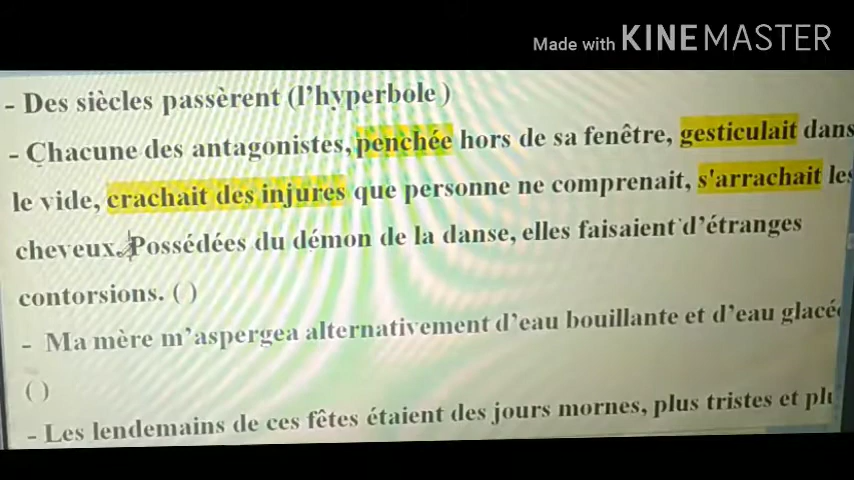 Made with KINEMASTER
- Des siècles passèrent (l'hyperbole )
- Chacune des antagonistes, penchée hors de sa fenêtre, gesticulait dans
le vide, crachait des injures que personne ne comprenait, s'arrachait les
cheveux. Possédées du démon de la danse, elles faisaient d'étranges
contorsions. ( )
- Ma mère m'aspergea alternativement d'eau bouillante et d'eau glacée
( )
- Les lendemains de ces fêtes étaient des jours mornes, plus tristes et plu